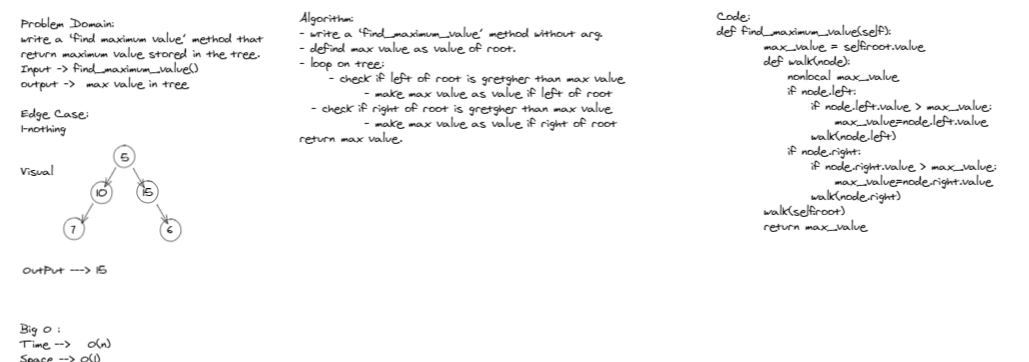 Problem Domain:
write a 'find maximum value' method that
return maximum value stored in the tree.
Input -> find_maximum_value()
output -> max value in tree
Edge Case:
1-nothing
Visual
5
10
15
7
6
OutPut ---> 15
Big O :
Time --> O(n)
Space --> O(1)
Algorithm:
- write a 'find_maximum_value' method without arg.
- defind max value as value of root.
- loop on tree:
- check if left of root is gretgher than max value
- make max value as value if left of root
- check if right of root is gretgher than max value
- make max value as value if right of root
return max value.
Code:
def find_maximum_value(self):
max_value = self.root.value
def walk(node):
nonlocal max_value
if node.left:
if node.left.value > max_value:
max_value=node.left.value
walk(node.left)
if node.right:
if node.right.value > max_value:
max_value=node.right.value
walk(node.right)
walk(self.root)
return max_value